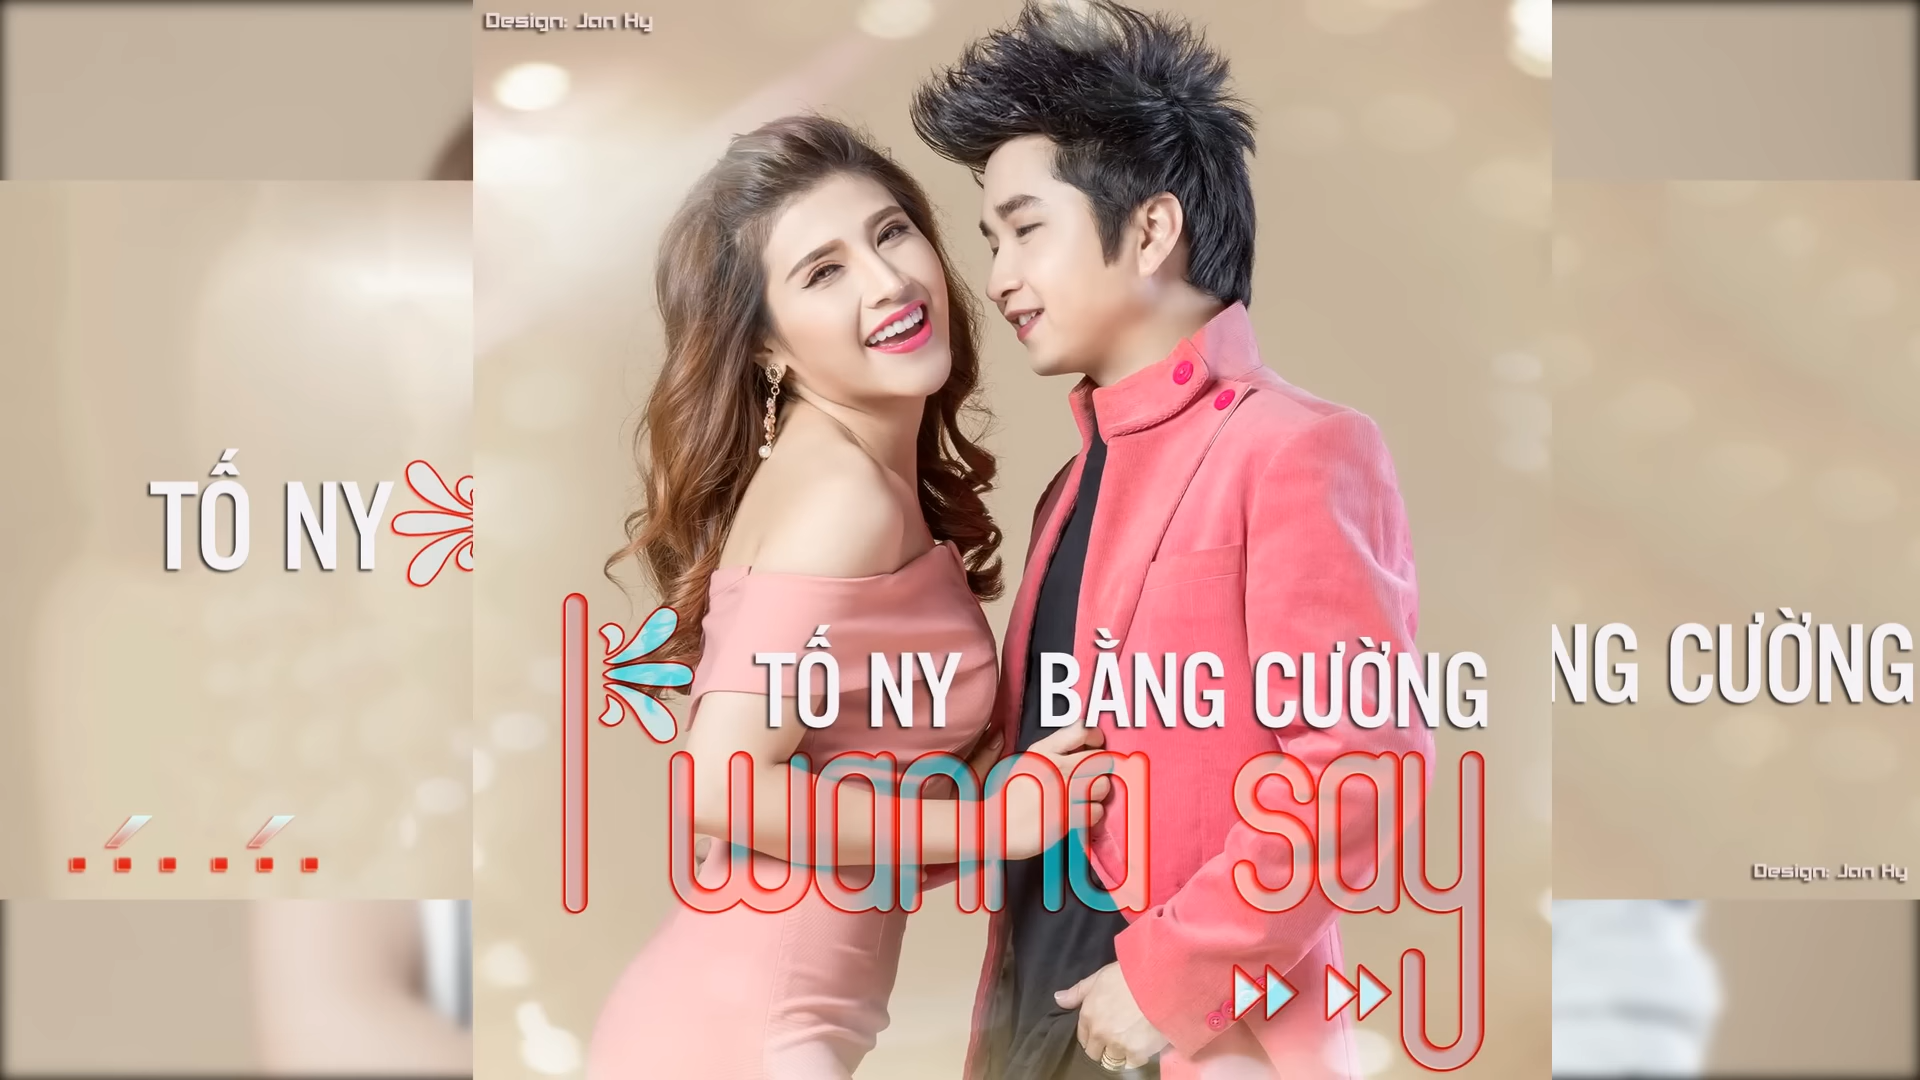 Design: Jan Hy
TỐ NY
TỐ NY BẰNG CƯỜNG
NG CƯỜNG
I wanna say
Design: Jan Hy